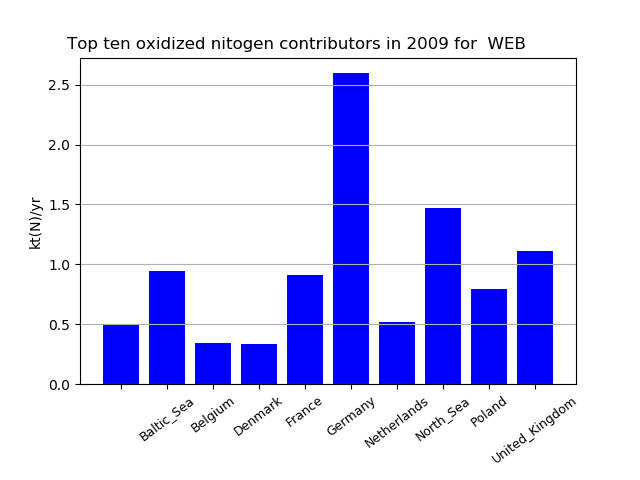 Top ten oxidized nitogen contributors in 2009 for  WEB
kt(N)/yr
2.5
2.0
1.5
1.0
0.5
0.0
Baltic_Sea
Belgium
Denmark
France
Germany
Netherlands
North_Sea
Poland
United_Kingdom